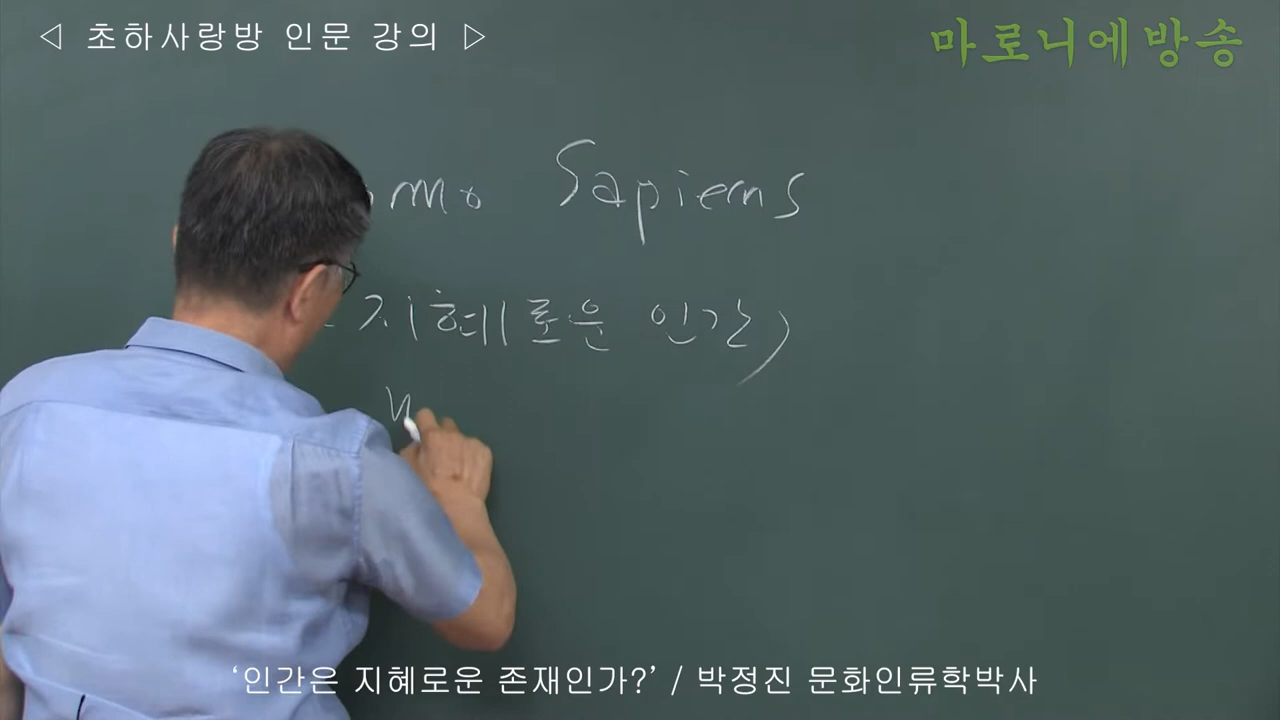 ◁ 초하사랑방 인문 강의 ▷
마로니에방송
omo Sapiens
지혜로운 인간)
‘인간은 지혜로운 존재인가?’ / 박정진 문화인류학박사